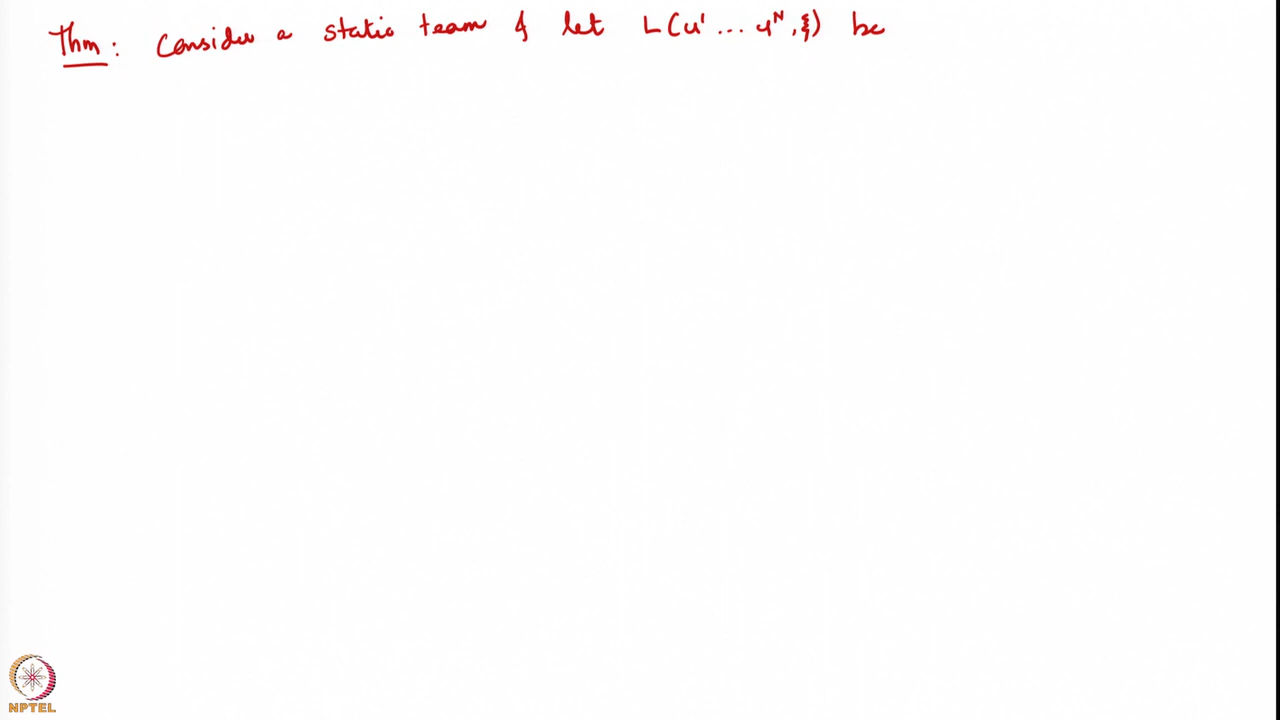 Thm: Consider a static team & let L(u¹ ... uᴺ, ξ) be
NPTEL